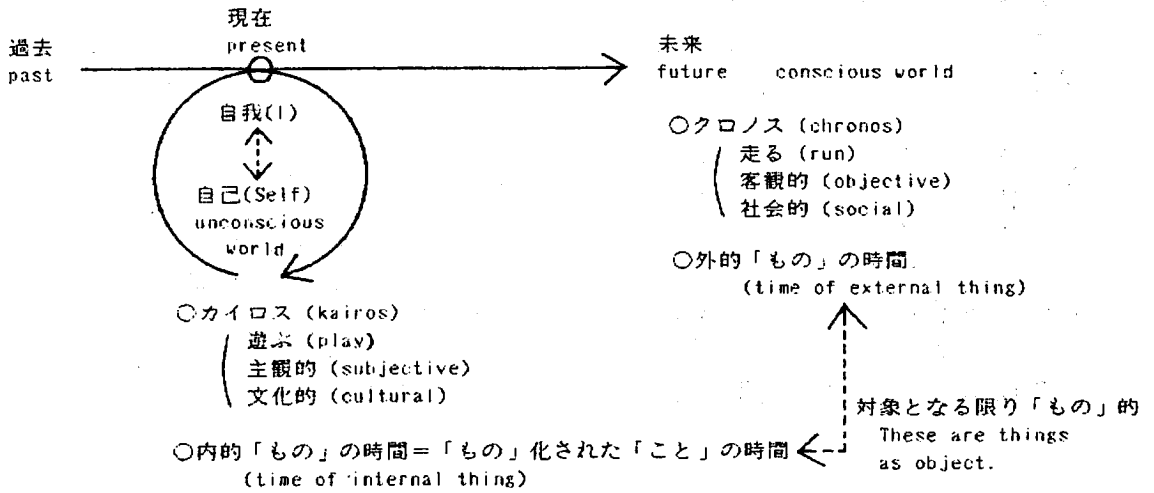 現在
present
過去
past
未来
future conscious world
自我(I)
自己(Self)
unconscious
world
○クロノス (chronos)
走る (run)
客観的 (objective)
社会的 (social)
○外的「もの」の時間
(time of external thing)
○カイロス (kairos)
遊ぶ (play)
主観的 (subjective)
文化的 (cultural)
対象となる限り「もの」的
These are things
as object.
○内的「もの」の時間=「もの」化された「こと」の時間
(time of internal thing)